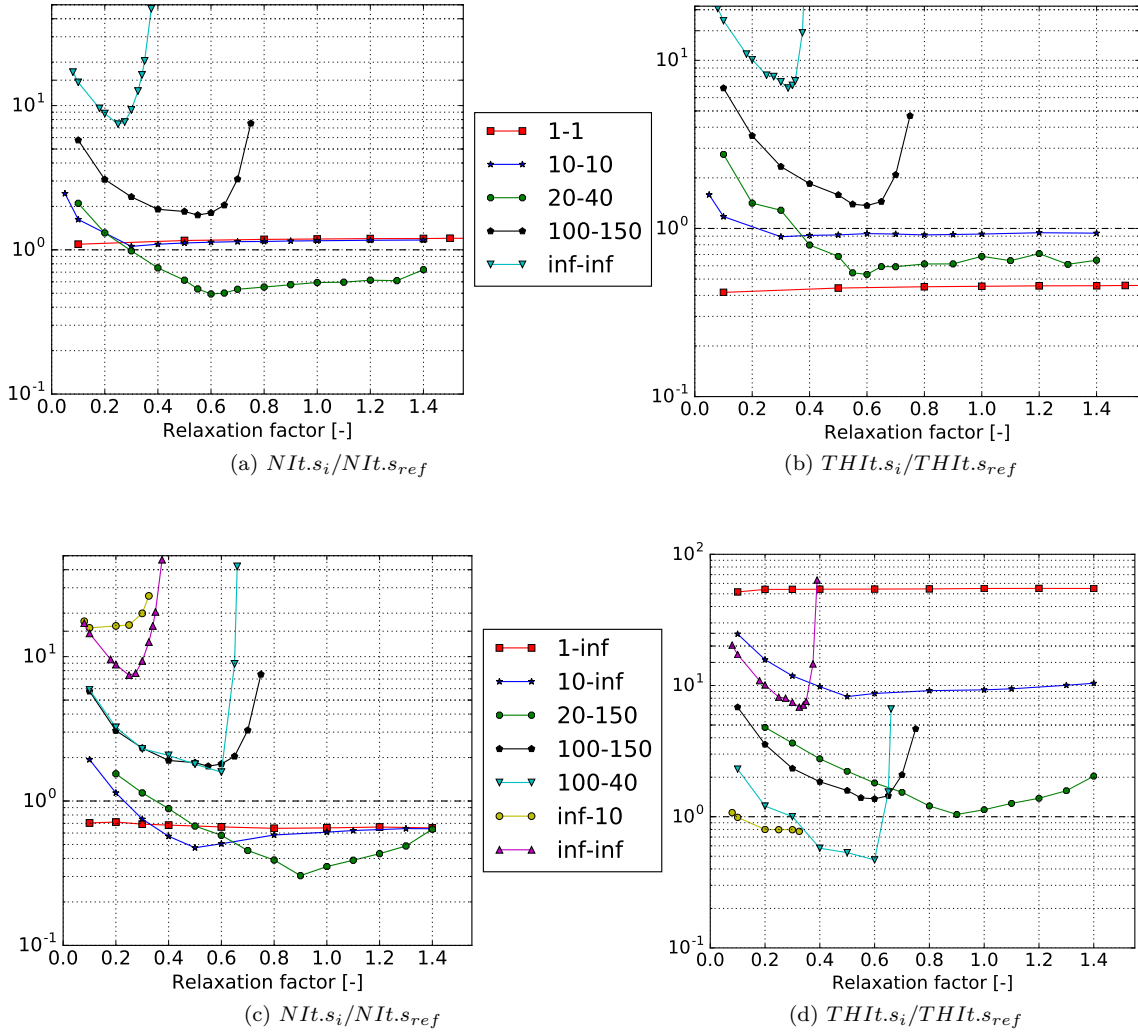 10^1
10^0
10^-1
0.0 0.2 0.4 0.6 0.8 1.0 1.2 1.4
Relaxation factor [-]
(a) NIt.s_i/NIt.s_ref
1-1
10-10
20-40
100-150
inf-inf
10^1
10^0
10^-1
0.0 0.2 0.4 0.6 0.8 1.0 1.2 1.4
Relaxation factor [-]
(b) THIt.s_i/THIt.s_ref
10^1
10^0
10^-1
0.0 0.2 0.4 0.6 0.8 1.0 1.2 1.4
Relaxation factor [-]
(c) NIt.s_i/NIt.s_ref
1-inf
10-inf
20-150
100-150
100-40
inf-10
inf-inf
10^2
10^1
10^0
10^-1
0.0 0.2 0.4 0.6 0.8 1.0 1.2 1.4
Relaxation factor [-]
(d) THIt.s_i/THIt.s_ref